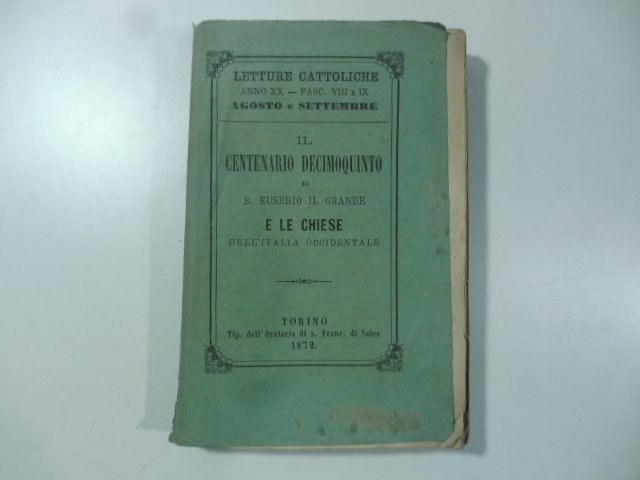 LETTURE CATTOLICHE
ANNO XX — FASC. VIII E IX
AGOSTO e SETTEMBRE
IL
CENTENARIO DECIMOQUINTO
DI
S. EUSEBIO IL GRANDE
E LE CHIESE
DELL'ITALIA OCCIDENTALE
TORINO
Tip. dell'Oratorio di s. Franc. di Sales
1872.